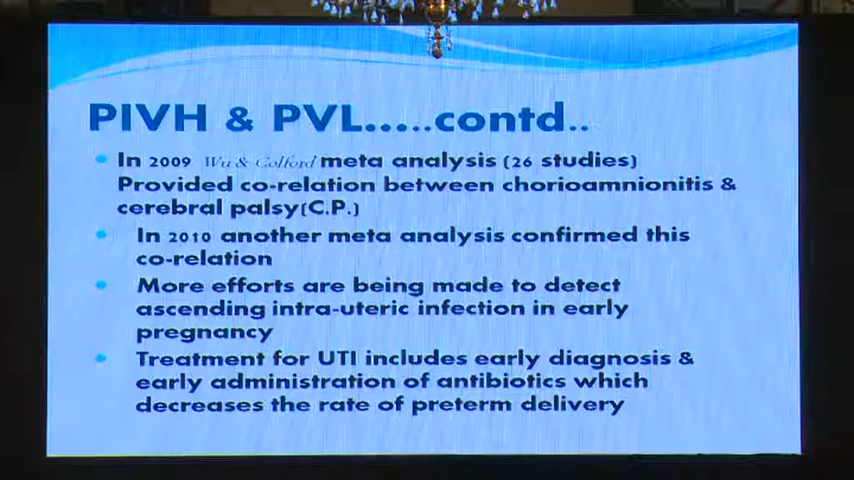 PIVH & PVL.....contd..
In 2009 Wu & Colford meta analysis (26 studies)
Provided co-relation between chorioamnionitis &
cerebral palsy(C.P.)
In 2010 another meta analysis confirmed this
co-relation
More efforts are being made to detect
ascending intra-uteric infection in early
pregnancy
Treatment for UTI includes early diagnosis &
early administration of antibiotics which
decreases the rate of preterm delivery